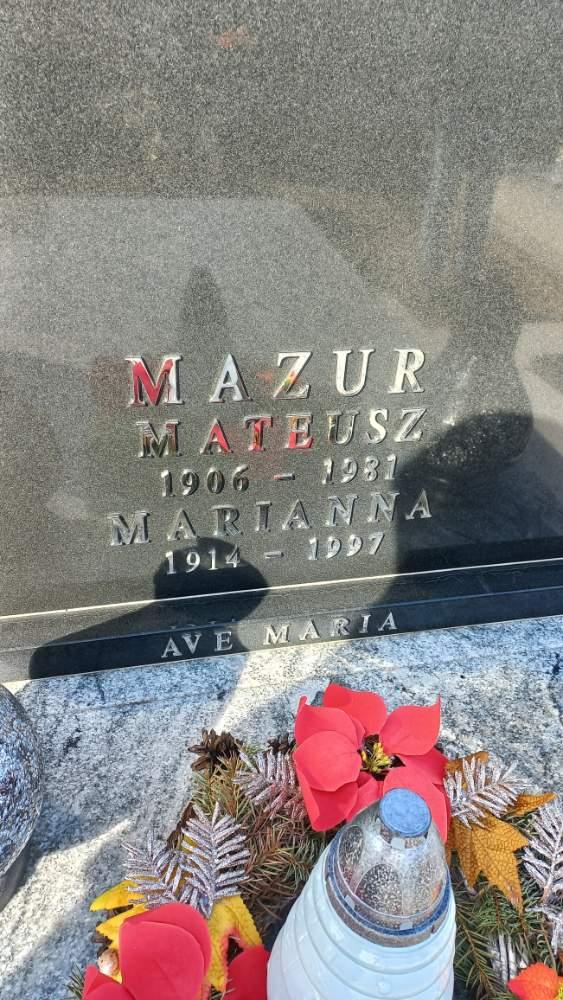 MAZUR
MATEUSZ
1906 - 1981
MARIANNA
1914 - 1997
AVE MARIA